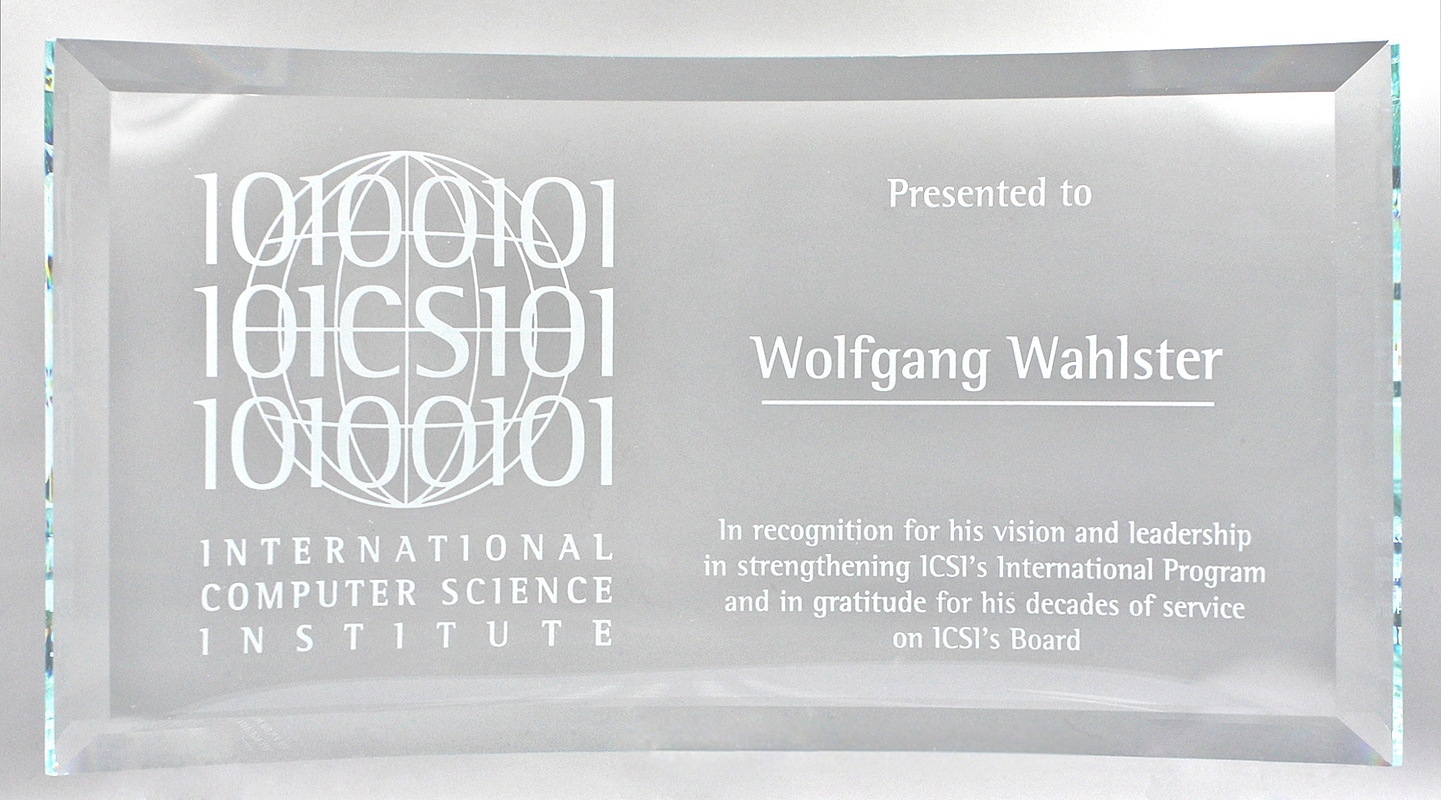 10100101
101CS101
10100101
INTERNATIONAL
COMPUTER SCIENCE
INSTITUTE
Presented to
Wolfgang Wahlster
In recognition for his vision and leadership
in strengthening ICSI's International Program
and in gratitude for his decades of service
on ICSI's Board